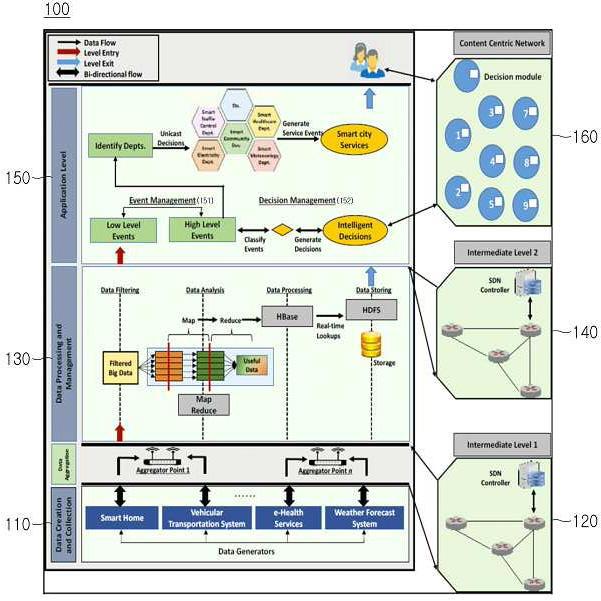 100
Data Flow
Level Entry
Level Exit
Bi-directional flow
Content Centric Network
Decision module
3
7
1
4
8
2
5
9
160
150
Application Level
Smart
Traffic
Control
Dept.
Smart
Healthcare
Dept.
Smart
Community
Dev.
Smart
Electricity
Dept.
Smart
Meteorology
Dept.
Identify Depts.
Unicast
Decisions
Generate
Service Events
Smart city
Services
Event Management (151)
Decision Management (152)
Low Level
Events
High Level
Events
Classify
Events
Generate
Decisions
Intelligent
Decisions
Intermediate Level 2
SDN
Controller
140
130
Data Processing and
Management
Data Filtering
Data Analysis
Data Processing
Data Storing
Map
Reduce
HBase
Real-time
Lookups
HDFS
Storage
Filtered
Big Data
Useful
Data
Map
Reduce
Intermediate Level 1
SDN
Controller
120
Data
Aggregation
Aggregator Point 1
Aggregator Point n
110
Data Creation
and Collection
......
Smart Home
Vehicular
Transportation System
e-Health
Services
Weather Forecast
System
Data Generators